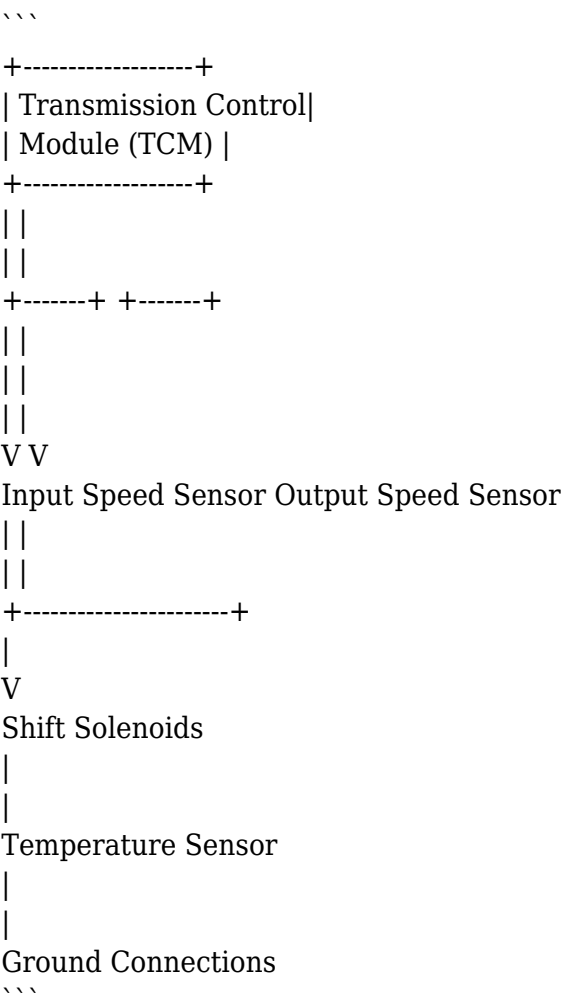 ```
+-------------------+
| Transmission Control|
| Module (TCM) |
+-------------------+
| |
| |
+-------+ +-------+
| |
| |
| |
V V
Input Speed Sensor Output Speed Sensor
| |
| |
+-----------------------+
|
V
Shift Solenoids
|
|
Temperature Sensor
|
|
Ground Connections
```